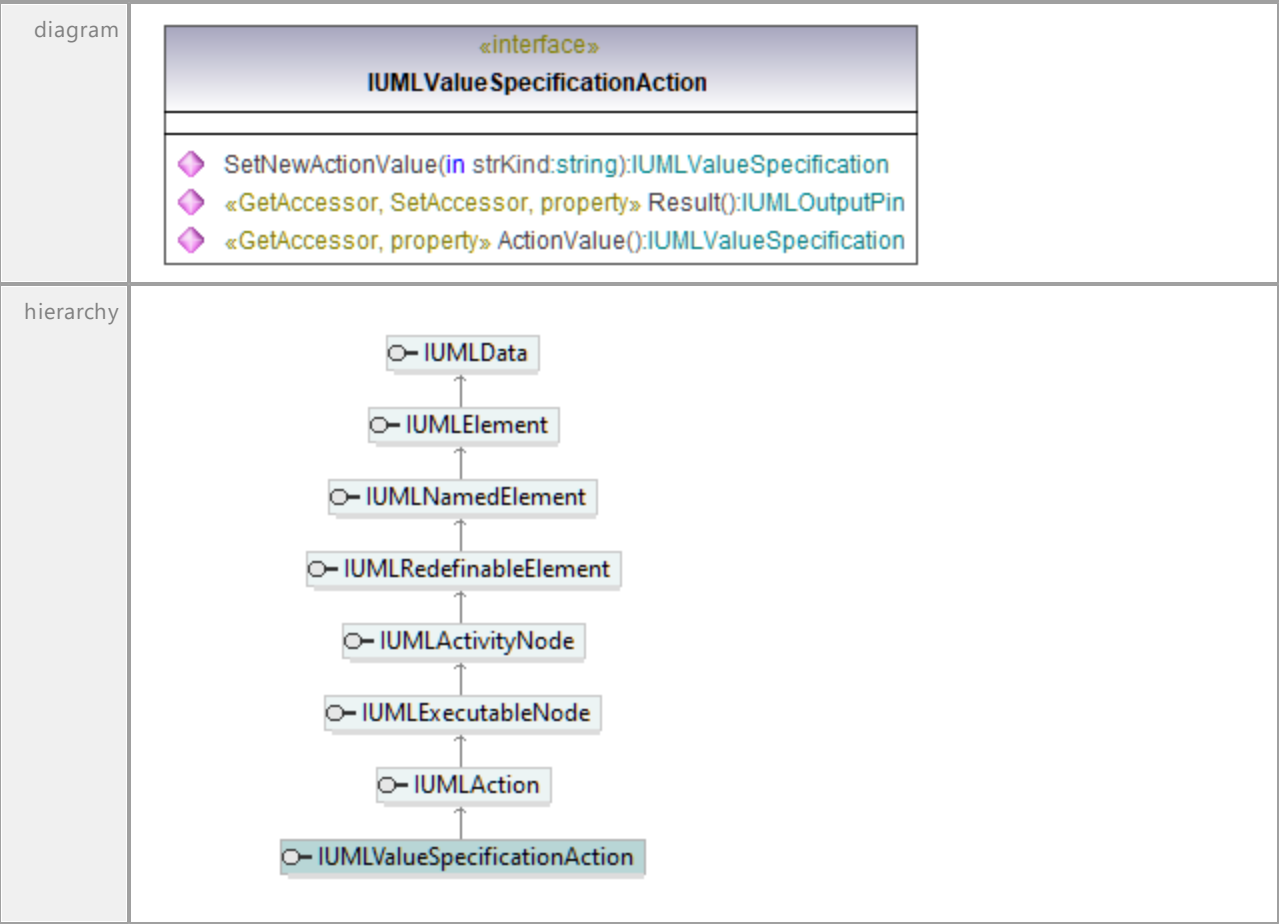 diagram
«interface»
IUMLValueSpecificationAction
SetNewActionValue(in strKind:string):IUMLValueSpecification
«GetAccessor, SetAccessor, property» Result():IUMLOutputPin
«GetAccessor, property» ActionValue():IUMLValueSpecification
hierarchy
IUMLData
IUMLElement
IUMLNamedElement
IUMLRedefinableElement
IUMLActivityNode
IUMLExecutableNode
IUMLAction
IUMLValueSpecificationAction